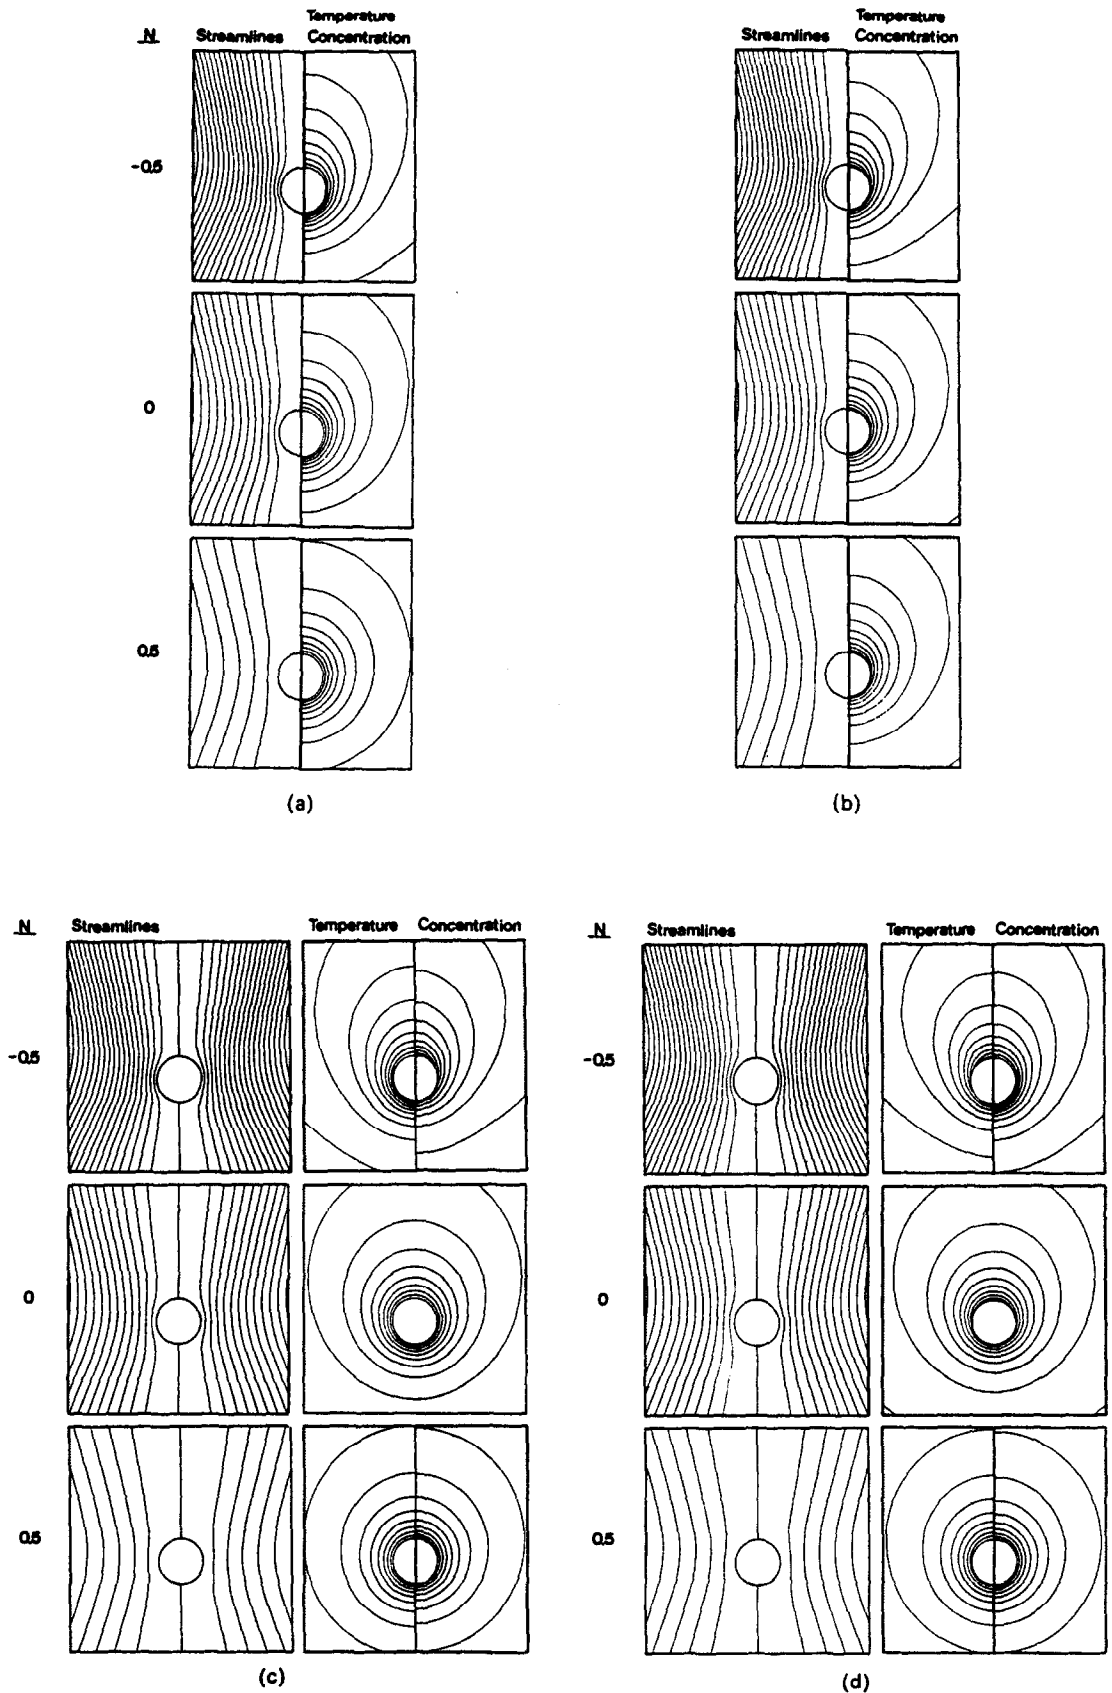 Temperature
N Streamlines Concentration
-0.5
0
0.5
(a)
Temperature
Streamlines Concentration
(b)
N Streamlines Temperature Concentration
-0.5
0
0.5
(c)
N Streamlines Temperature Concentration
-0.5
0
0.5
(d)